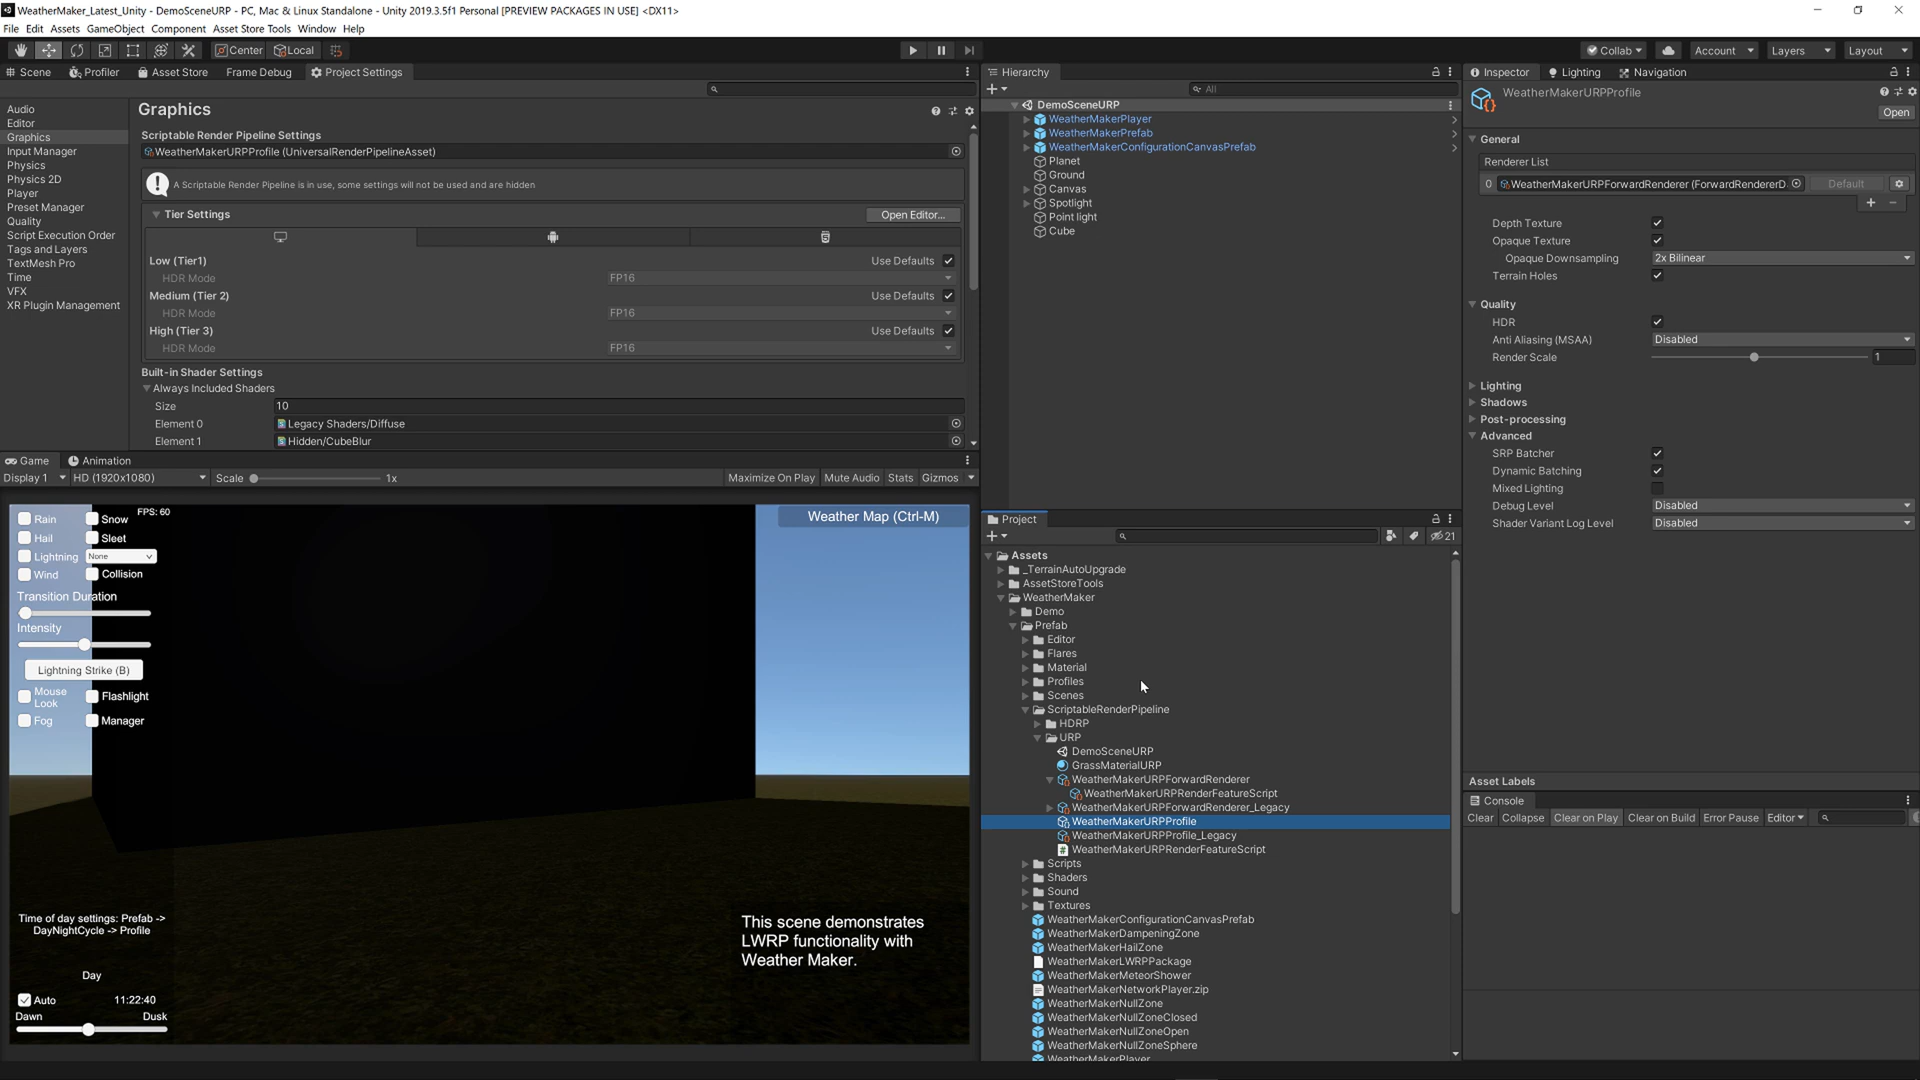 WeatherMaker_Latest_Unity - DemoSceneURP - PC, Mac & Linux Standalone - Unity 2019.3.5f1 Personal [PREVIEW PACKAGES IN USE] <DX11>
File Edit Assets GameObject Component Asset Store Tools Window Help
Center Local Collab Account Layers Layout
Scene Profiler Asset Store Frame Debug Project Settings
Audio
Editor
Graphics
Input Manager
Physics
Physics 2D
Player
Preset Manager
Quality
Script Execution Order
Tags and Layers
TextMesh Pro
Time
VFX
XR Plugin Management
Graphics
Scriptable Render Pipeline Settings
WeatherMakerURPProfile (UniversalRenderPipelineAsset)
A Scriptable Render Pipeline is in use, some settings will not be used and are hidden
Tier Settings Open Editor...
Low (Tier1) Use Defaults
HDR Mode FP16
Medium (Tier 2) Use Defaults
HDR Mode FP16
High (Tier 3) Use Defaults
HDR Mode FP16
Built-in Shader Settings
Always Included Shaders
Size 10
Element 0 Legacy Shaders/Diffuse
Element 1 Hidden/CubeBlur
Game Animation
Display 1 HD (1920x1080) Scale 1x Maximize On Play Mute Audio Stats Gizmos
FPS: 60
Rain Snow
Hail Sleet
Lightning None
Wind Collision
Transition Duration
Intensity
Lightning Strike (B)
Mouse
Look Flashlight
Fog Manager
Weather Map (Ctrl-M)
Time of day settings: Prefab ->
DayNightCycle -> Profile
Day
Auto 11:22:40
Dawn Dusk
This scene demonstrates
LWRP functionality with
Weather Maker.
Hierarchy
All
DemoSceneURP
WeatherMakerPlayer
WeatherMakerPrefab
WeatherMakerConfigurationCanvasPrefab
Planet
Ground
Canvas
Spotlight
Point light
Cube
Project
21
Assets
_TerrainAutoUpgrade
AssetStoreTools
WeatherMaker
Demo
Prefab
Editor
Flares
Material
Profiles
Scenes
ScriptableRenderPipeline
HDRP
URP
DemoSceneURP
GrassMaterialURP
WeatherMakerURPForwardRenderer
WeatherMakerURPRenderFeatureScript
WeatherMakerURPForwardRenderer_Legacy
WeatherMakerURPProfile
WeatherMakerURPProfile_Legacy
WeatherMakerURPRenderFeatureScript
Scripts
Shaders
Sound
Textures
WeatherMakerConfigurationCanvasPrefab
WeatherMakerDampeningZone
WeatherMakerHailZone
WeatherMakerLWRPPackage
WeatherMakerMeteorShower
WeatherMakerNetworkPlayer.zip
WeatherMakerNullZone
WeatherMakerNullZoneClosed
WeatherMakerNullZoneOpen
WeatherMakerNullZoneSphere
WeatherMakerPlayer
Inspector Lighting Navigation
WeatherMakerURPProfile
Open
General
Renderer List
0 WeatherMakerURPForwardRenderer (ForwardRendererD Default
+ −
Depth Texture
Opaque Texture
Opaque Downsampling 2x Bilinear
Terrain Holes
Quality
HDR
Anti Aliasing (MSAA) Disabled
Render Scale 1
Lighting
Shadows
Post-processing
Advanced
SRP Batcher
Dynamic Batching
Mixed Lighting
Debug Level Disabled
Shader Variant Log Level Disabled
Asset Labels
Console
Clear Collapse Clear on Play Clear on Build Error Pause Editor